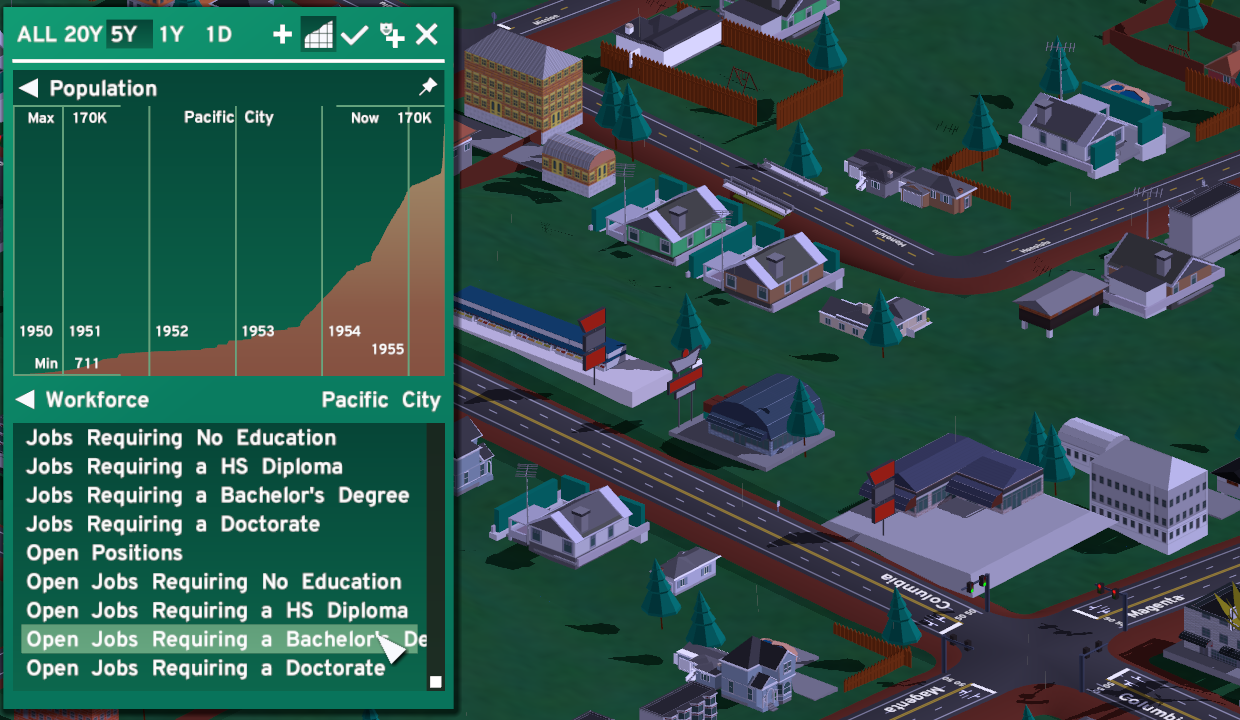 ALL 20Y 5Y 1Y 1D
Population
Max 170K Pacific City Now 170K
1950 1951 1952 1953 1954
1955
Min 711
Workforce Pacific City
Jobs Requiring No Education
Jobs Requiring a HS Diploma
Jobs Requiring a Bachelor's Degree
Jobs Requiring a Doctorate
Open Positions
Open Jobs Requiring No Education
Open Jobs Requiring a HS Diploma
Open Jobs Requiring a Bachelor's De
Open Jobs Requiring a Doctorate
Mission
Honolulu
Honolulu
Columbia
Magenta
Magenta
Columbia